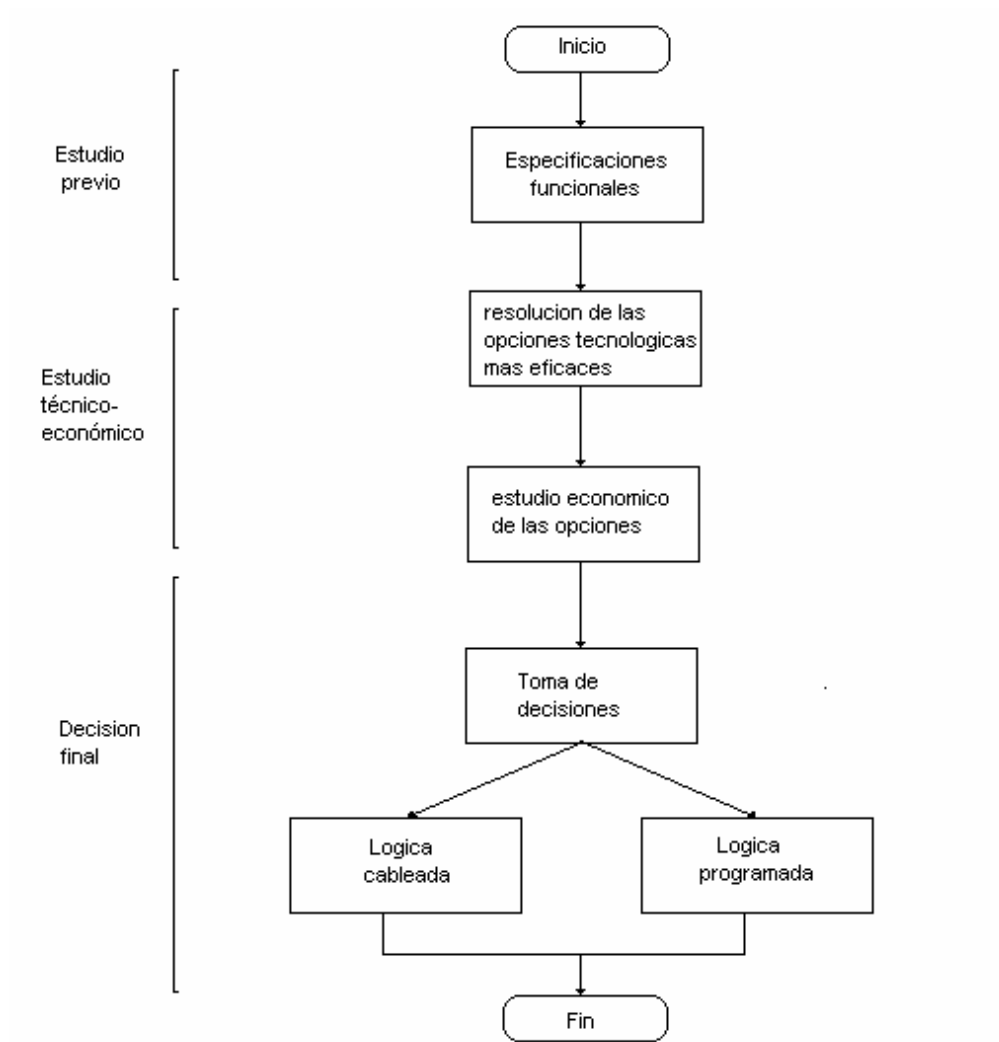 Inicio
Estudio
previo
Especificaciones
funcionales
resolucion de las
opciones tecnologicas
mas eficaces
Estudio
técnico-
económico
estudio economico
de las opciones
Toma de
decisiones
Decision
final
Logica
cableada
Logica
programada
Fin